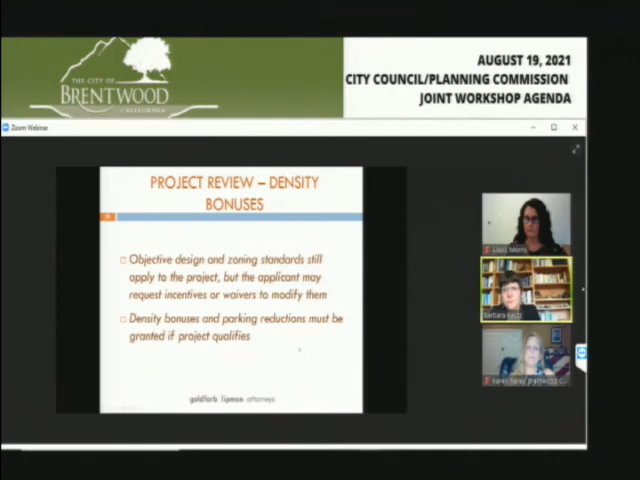 THE CITY OF
BRENTWOOD
CALIFORNIA
AUGUST 19, 2021
CITY COUNCIL/PLANNING COMMISSION
JOINT WORKSHOP AGENDA
Zoom Webinar
PROJECT REVIEW – DENSITY
BONUSES
Objective design and zoning standards still
apply to the project, but the applicant may
request incentives or waivers to modify them
Density bonuses and parking reductions must be
granted if project qualifies
goldfarb lipman attorneys
Morris
Barbara Kautz
Karen